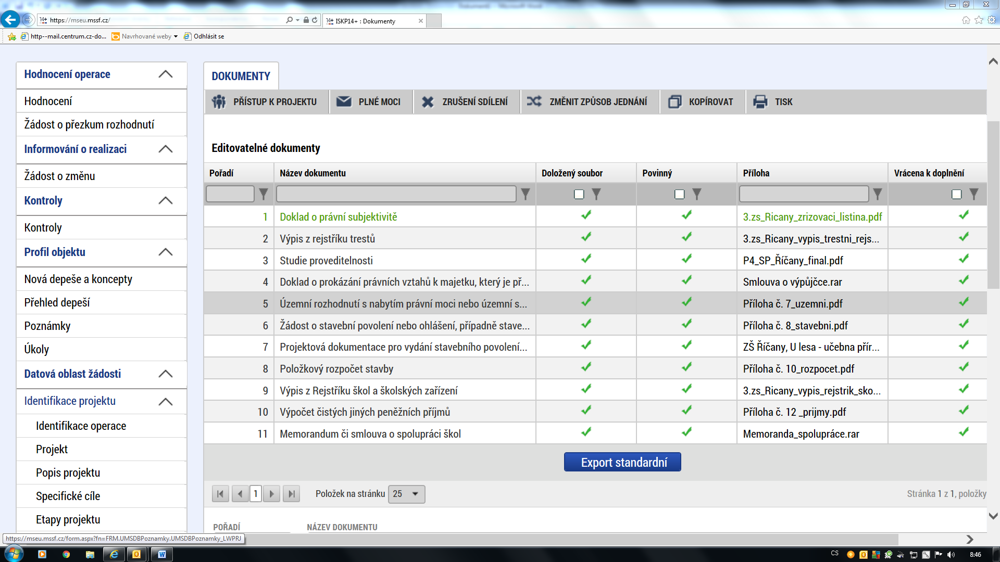 https://mseu.mssf.cz/
ISKP14+ : Dokumenty
http--mail.centrum.cz-do... Navrhované weby Odhlásit se
Hodnocení operace
Hodnocení
Žádost o přezkum rozhodnutí
Informování o realizaci
Žádost o změnu
Kontroly
Kontroly
Profil objektu
Nová depeše a koncepty
Přehled depeší
Poznámky
Úkoly
Datová oblast žádosti
Identifikace projektu
Identifikace operace
Projekt
Popis projektu
Specifické cíle
Etapy projektu
DOKUMENTY
PŘÍSTUP K PROJEKTU PLNÉ MOCI ZRUŠENÍ SDÍLENÍ ZMĚNIT ZPŮSOB JEDNÁNÍ KOPÍROVAT TISK
Editovatelné dokumenty
Pořadí Název dokumentu Doložený soubor Povinný Příloha Vrácena k doplnění
1 Doklad o právní subjektivitě 3.zs_Ricany_zrizovaci_listina.pdf
2 Výpis z rejstříku trestů 3.zs_Ricany_vypis_trestni_rejs...
3 Studie proveditelnosti P4_SP_Říčany_final.pdf
4 Doklad o prokázání právních vztahů k majetku, který je př... Smlouva o výpůjčce.rar
5 Územní rozhodnutí s nabytím právní moci nebo územní s... Příloha č. 7_uzemni.pdf
6 Žádost o stavební povolení nebo ohlášení, případně stave... Příloha č. 8_stavebni.pdf
7 Projektová dokumentace pro vydání stavebního povolení... ZŠ Říčany, U lesa - učebna přír...
8 Položkový rozpočet stavby Příloha č. 10_rozpocet.pdf
9 Výpis z Rejstříku škol a školských zařízení 3.zs_Ricany_vypis_rejstrik_sko...
10 Výpočet čistých jiných peněžních příjmů Příloha č. 12 _prijmy.pdf
11 Memorandum či smlouva o spolupráci škol Memoranda_spolupráce.rar
Export standardní
1 Položek na stránku 25 Stránka 1 z 1, položky
POŘADÍ NÁZEV DOKUMENTU
https://mseu.mssf.cz/form.aspx?fn=FRM.UMSDBPoznamky.UMSDBPoznamky_LWPRJ
CS 8:46